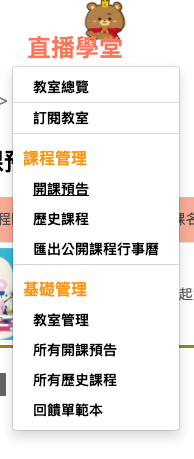 直播學堂
教室總覽
訂閱教室
課程管理
開課預告
歷史課程
匯出公開課程行事曆
基礎管理
教室管理
所有開課預告
所有歷史課程
回饋單範本